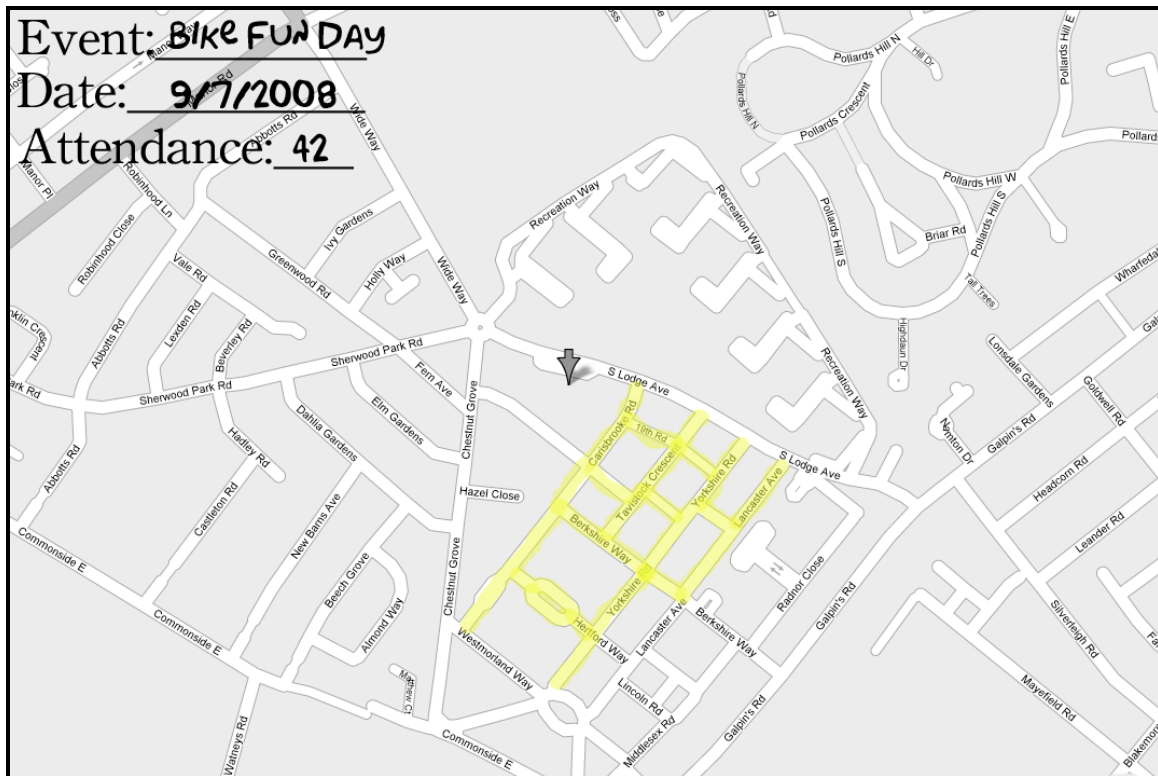 Event: BIKE FUN DAY
Date: 9/7/2008
Attendance: 42
Manor Pl
Abbotts Rd
Wide Way
Robinhood Ln
Robinhood Close
Ivy Gardens
Holly Way
Greenwood Rd
Vale Rd
Wide Way
Recreation Way
Recreation Way
Recreation Way
Pollards Hill N
Pollards Hill N
Hill Dr
Pollards Hill E
Pollards Crescent
Pollards Hill W
Pollards
Pollards Hill S
Pollards Hill S
Briar Rd
Tall Trees
Highdaun Dr
Abbotts Rd
Lexden Rd
Beverley Rd
Sherwood Park Rd
Sherwood Park Rd
Park Rd
Fern Ave
Elm Gardens
Dahlia Gardens
Hadley Rd
Chestnut Grove
Chestnut Grove
Hazel Close
Abbotts Rd
Castleton Rd
New Barns Ave
Beech Grove
Almond Way
Commonside E
Commonside E
Commonside E
Watneys Rd
S Lodge Ave
S Lodge Ave
Carisbrooke Rd
19th Rd
Tavistock Crescent
Yorkshire Rd
Lancaster Ave
Berkshire Way
Yorkshire Rd
Lancaster Ave
Berkshire Way
Hertford Way
Westmorland Way
Lincoln Rd
Middlesex Rd
Radnor Close
Galpin's Rd
Galpin's Rd
Galpin's Rd
Lonsdale Gardens
Goldwell Rd
Headcorn Rd
Leander Rd
Silverleigh Rd
Mayefield Rd